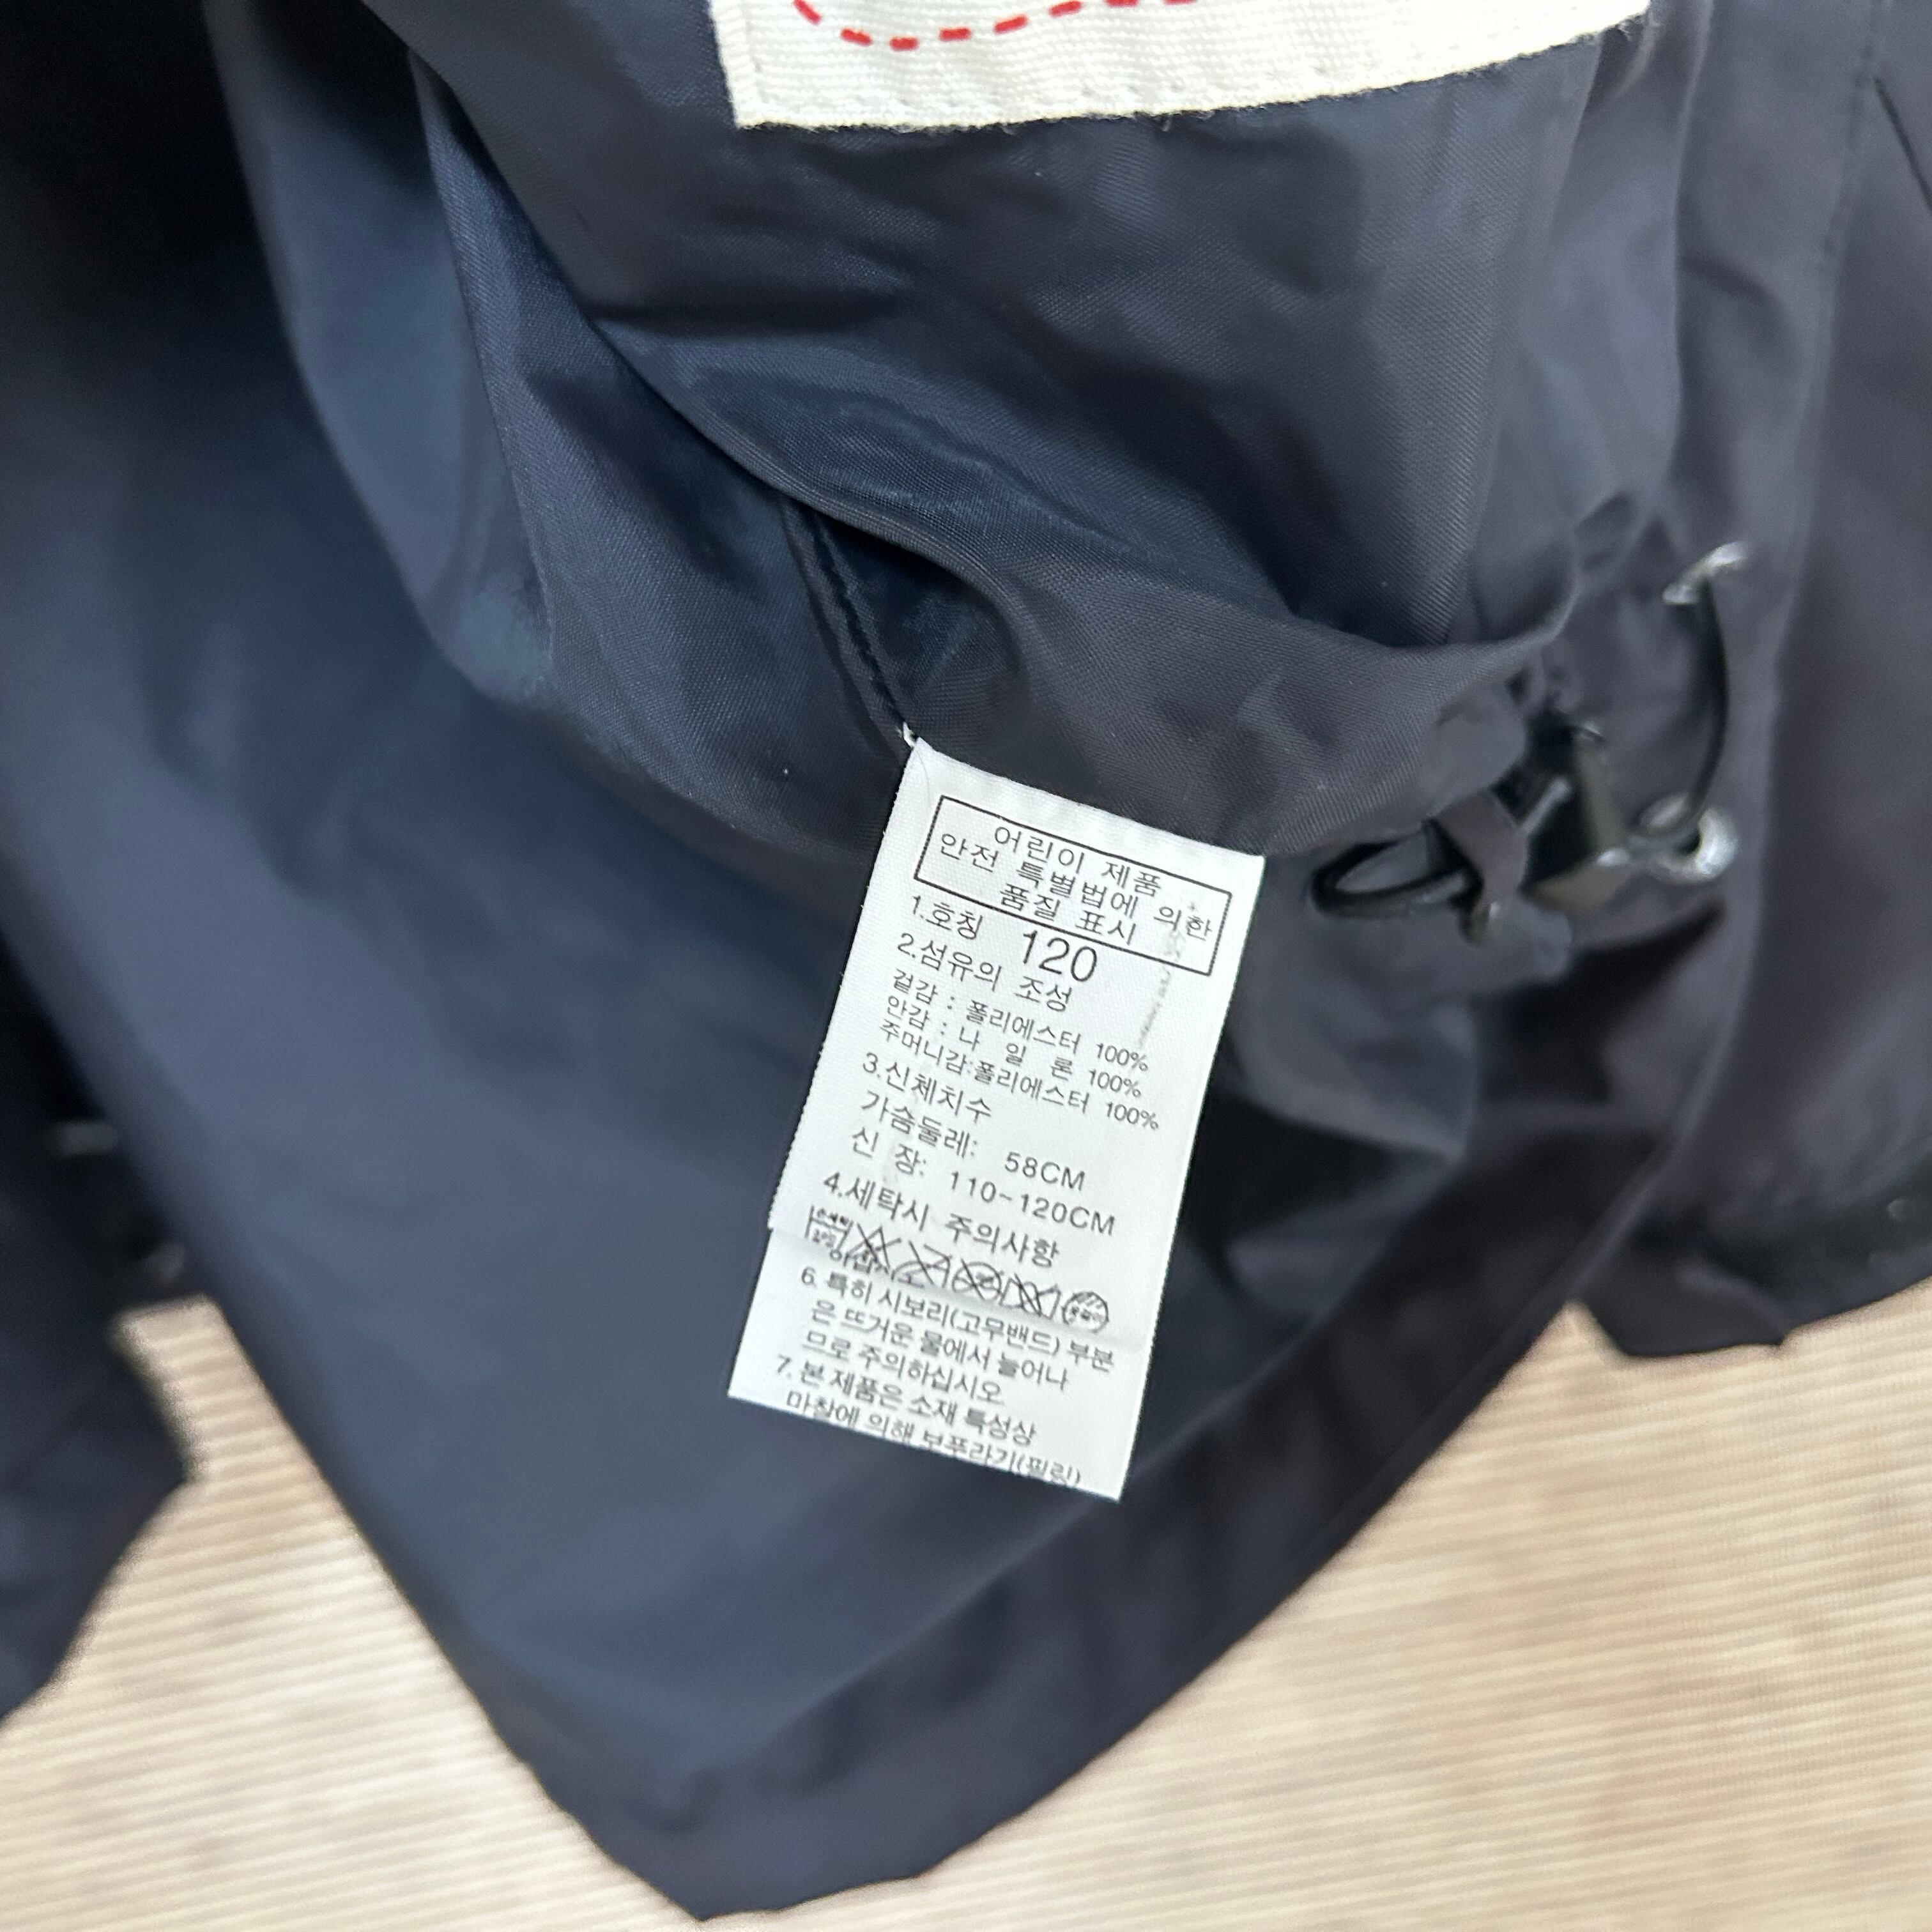 어린이 제품
안전 특별법에 의한
품질 표시
1.호칭 120
2.섬유의 조성
겉감 : 폴리에스터 100%
안감 : 나 일 론 100%
주머니감:폴리에스터 100%
3.신체치수
가슴둘레: 58CM
신 장: 110~120CM
4.세탁시 주의사항
6. 특히 시보리(고무밴드) 부분
은 뜨거운 물에서 늘어나
므로 주의하십시오
7. 본 제품은 소재 특성상
마찰에 의해 보푸라기(필링)